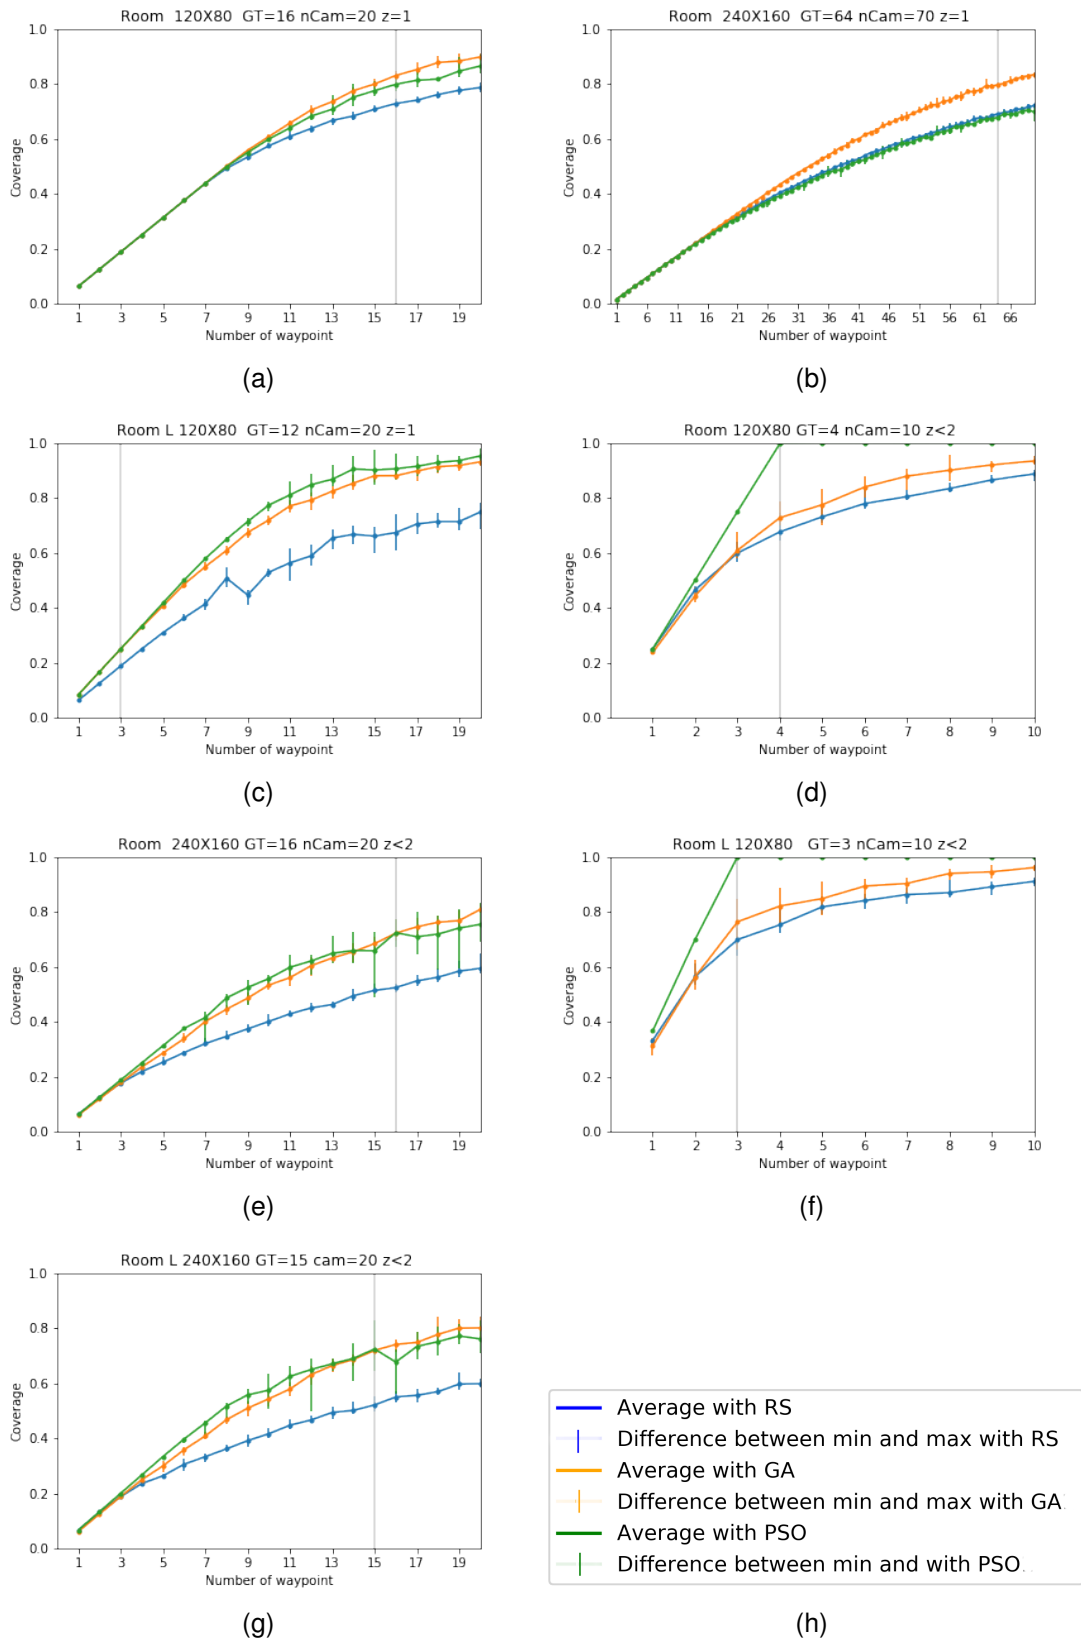 Room 120X80 GT=16 nCam=20 z=1
1.0
0.8
0.6
0.4
0.2
0.0
Coverage
1 3 5 7 9 11 13 15 17 19
Number of waypoint
(a)
Room 240X160 GT=64 nCam=70 z=1
1.0
0.8
0.6
0.4
0.2
0.0
Coverage
1 6 11 16 21 26 31 36 41 46 51 56 61 66
Number of waypoint
(b)
Room L 120X80 GT=12 nCam=20 z=1
1.0
0.8
0.6
0.4
0.2
0.0
Coverage
1 3 5 7 9 11 13 15 17 19
Number of waypoint
(c)
Room 120X80 GT=4 nCam=10 z<2
1.0
0.8
0.6
0.4
0.2
0.0
Coverage
1 2 3 4 5 6 7 8 9 10
Number of waypoint
(d)
Room 240X160 GT=16 nCam=20 z<2
1.0
0.8
0.6
0.4
0.2
0.0
Coverage
1 3 5 7 9 11 13 15 17 19
Number of waypoint
(e)
Room L 120X80 GT=3 nCam=10 z<2
1.0
0.8
0.6
0.4
0.2
0.0
Coverage
1 2 3 4 5 6 7 8 9 10
Number of waypoint
(f)
Room L 240X160 GT=15 cam=20 z<2
1.0
0.8
0.6
0.4
0.2
0.0
Coverage
1 3 5 7 9 11 13 15 17 19
Number of waypoint
(g)
Average with RS
Difference between min and max with RS
Average with GA
Difference between min and max with GA
Average with PSO
Difference between min and with PSO
(h)